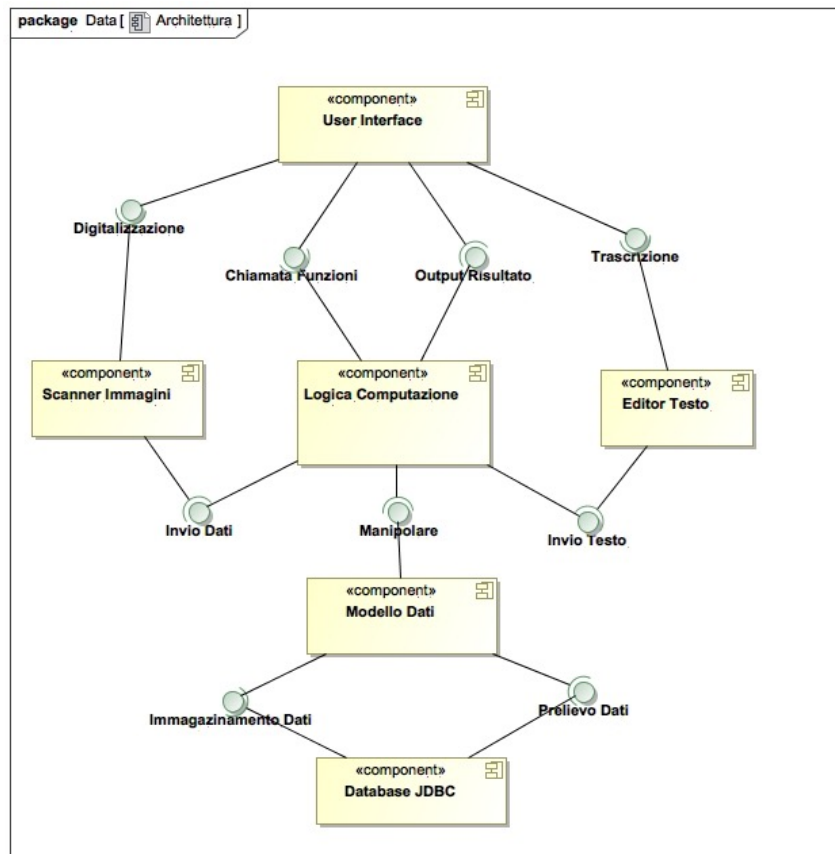 package Data [ Architettura ]
«component»
User Interface
Digitalizzazione
Chiamata Funzioni
Output Risultato
Trascrizione
«component»
Scanner Immagini
«component»
Logica Computazione
«component»
Editor Testo
Invio Dati
Manipolare
Invio Testo
«component»
Modello Dati
Immagazinamento Dati
Prelievo Dati
«component»
Database JDBC